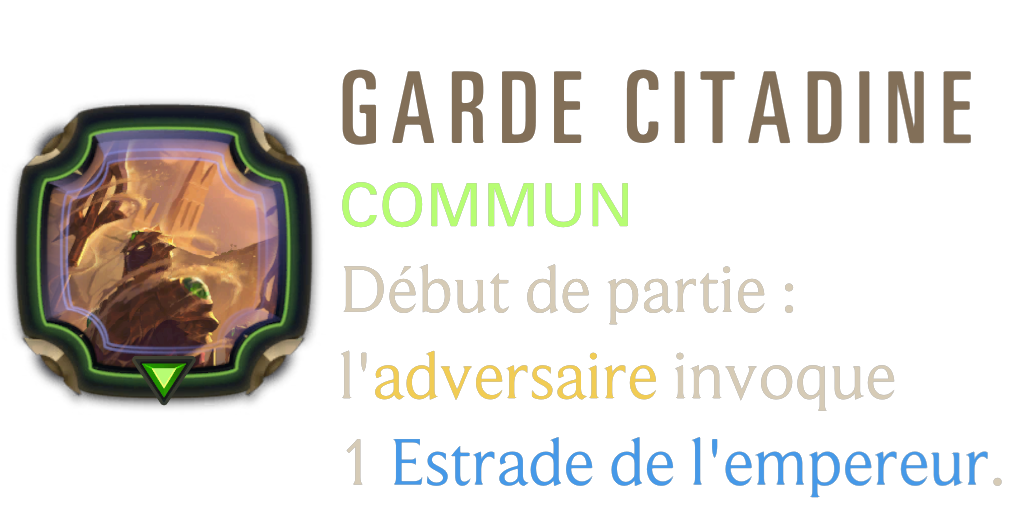 GARDE CITADINE
COMMUN
Début de partie :
l'adversaire invoque
1 Estrade de l'empereur.